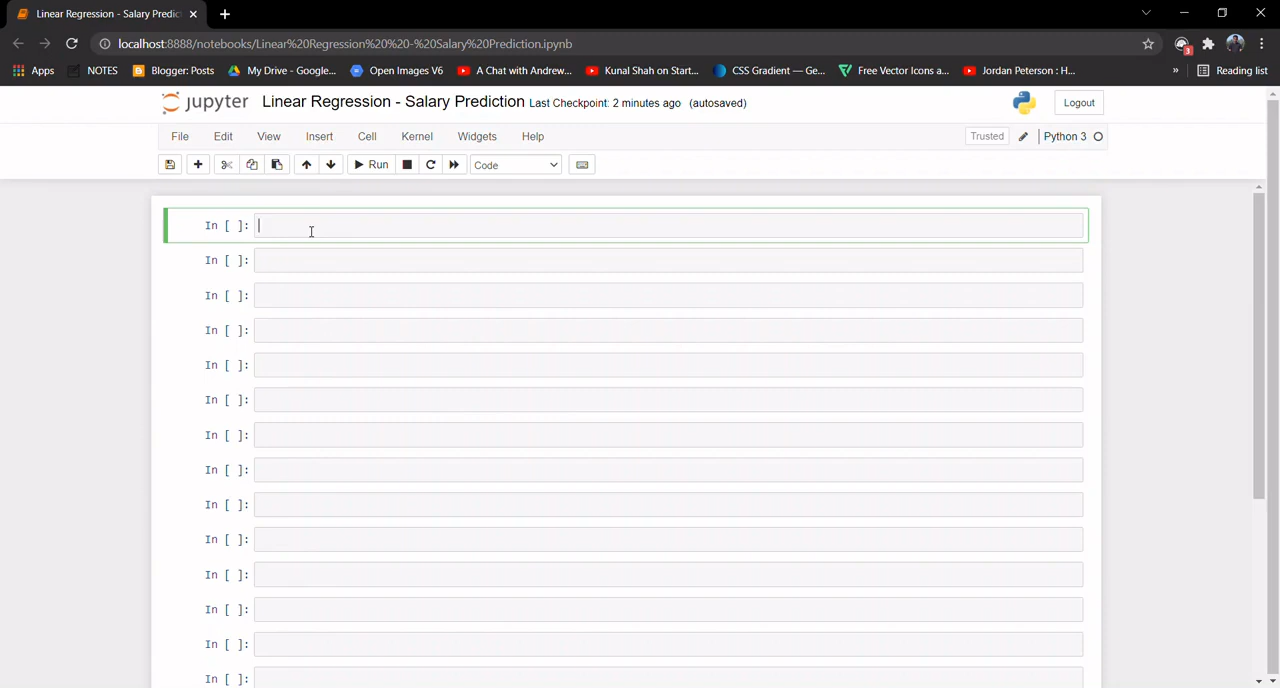 Linear Regression - Salary Predic
localhost:8888/notebooks/Linear%20Regression%20%20-%20Salary%20Prediction.ipynb
3
Apps NOTES Blogger: Posts My Drive - Google... Open Images V6 A Chat with Andrew... Kunal Shah on Start... CSS Gradient — Ge... Free Vector Icons a... Jordan Peterson : H... » Reading list
jupyter Linear Regression - Salary Prediction Last Checkpoint: 2 minutes ago (autosaved) Logout
File Edit View Insert Cell Kernel Widgets Help Trusted Python 3
Run Code
In [ ]:
In [ ]:
In [ ]:
In [ ]:
In [ ]:
In [ ]:
In [ ]:
In [ ]:
In [ ]:
In [ ]:
In [ ]:
In [ ]:
In [ ]:
In [ ]: